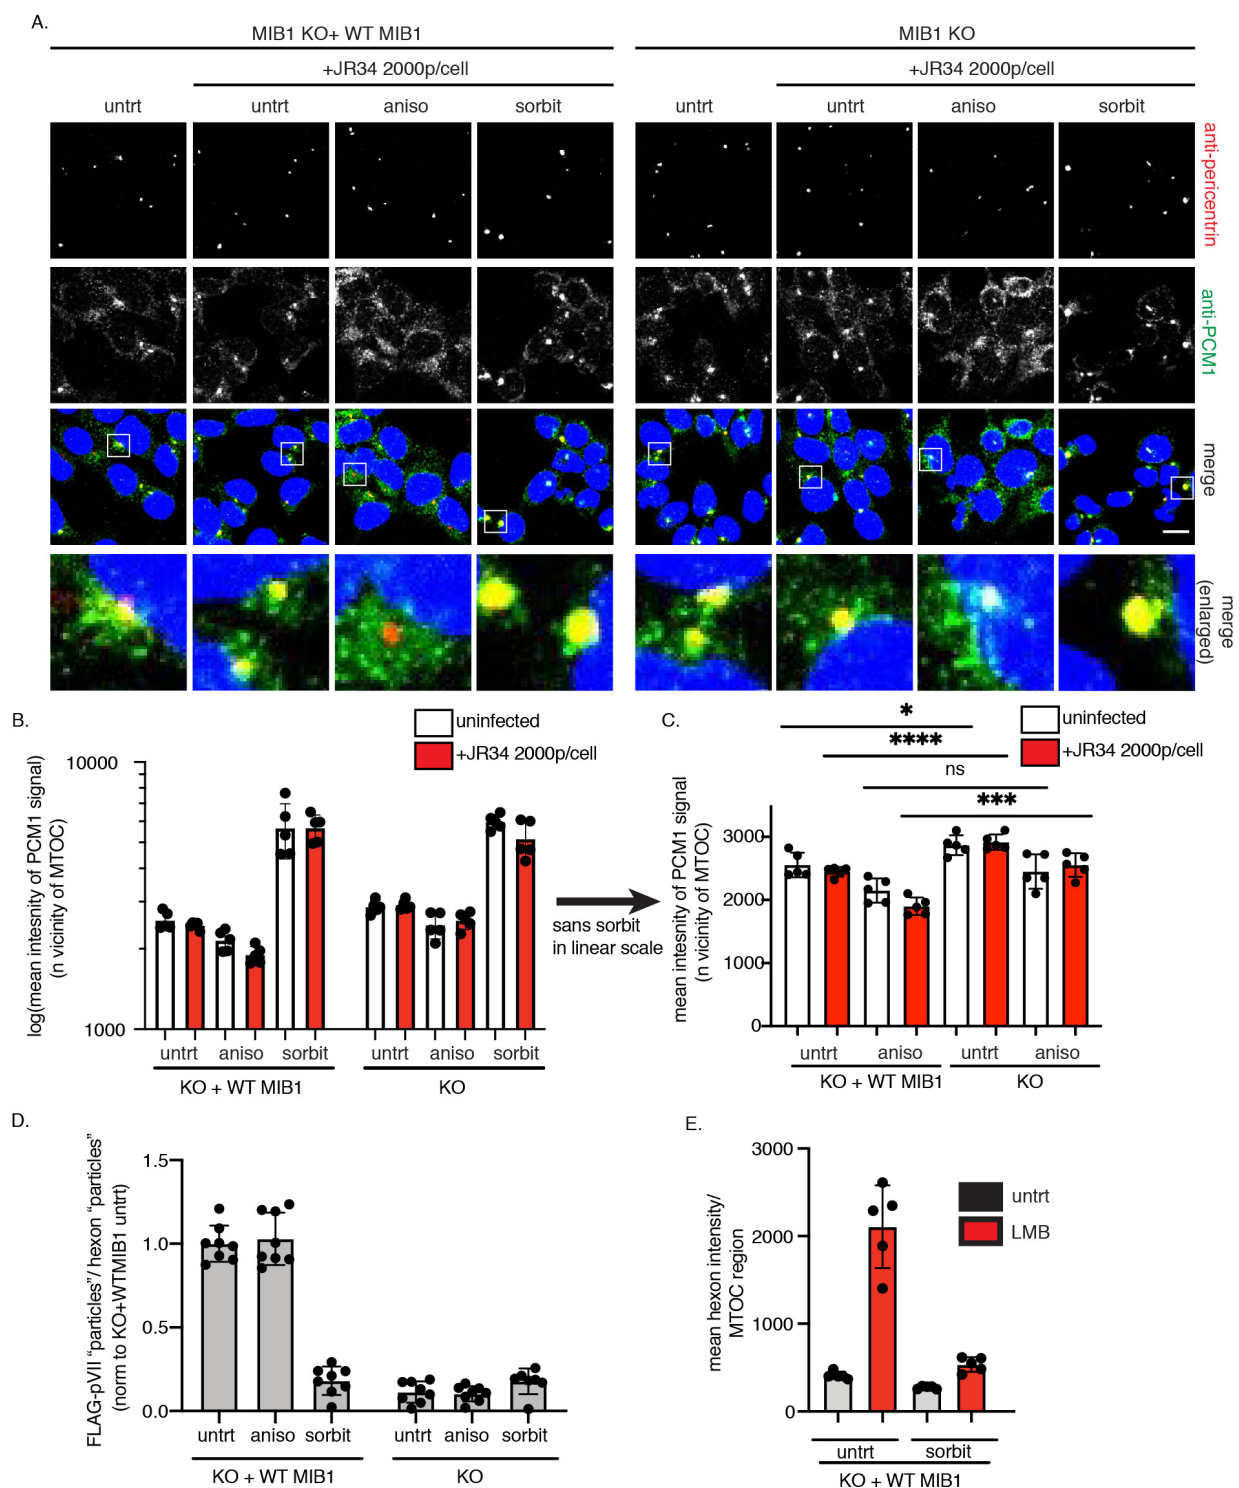 A.
MIB1 KO+ WT MIB1
MIB1 KO
+JR34 2000p/cell
+JR34 2000p/cell
untrt
untrt
aniso
sorbit
untrt
untrt
aniso
sorbit
anti-pericentrin
anti-PCM1
merge
merge
(enlarged)
B.
uninfected
+JR34 2000p/cell
log(mean intesnity of PCM1 signal)
(n vicinity of MTOC)
10000
1000
untrt
aniso
sorbit
untrt
aniso
sorbit
KO + WT MIB1
KO
sans sorbit
in linear scale
C.
uninfected
+JR34 2000p/cell
*
****
ns
***
mean intesnity of PCM1 signal
(n vicinity of MTOC)
3000
2000
1000
0
untrt
aniso
untrt
aniso
KO + WT MIB1
KO
D.
FLAG-pVII “particles”/ hexon “particles”
(norm to KO+WTMIB1 untrt)
1.5
1.0
0.5
0.0
untrt
aniso
sorbit
untrt
aniso
sorbit
KO + WT MIB1
KO
E.
mean hexon intensity/
MTOC region
3000
2000
1000
0
untrt
LMB
untrt
sorbit
KO + WT MIB1